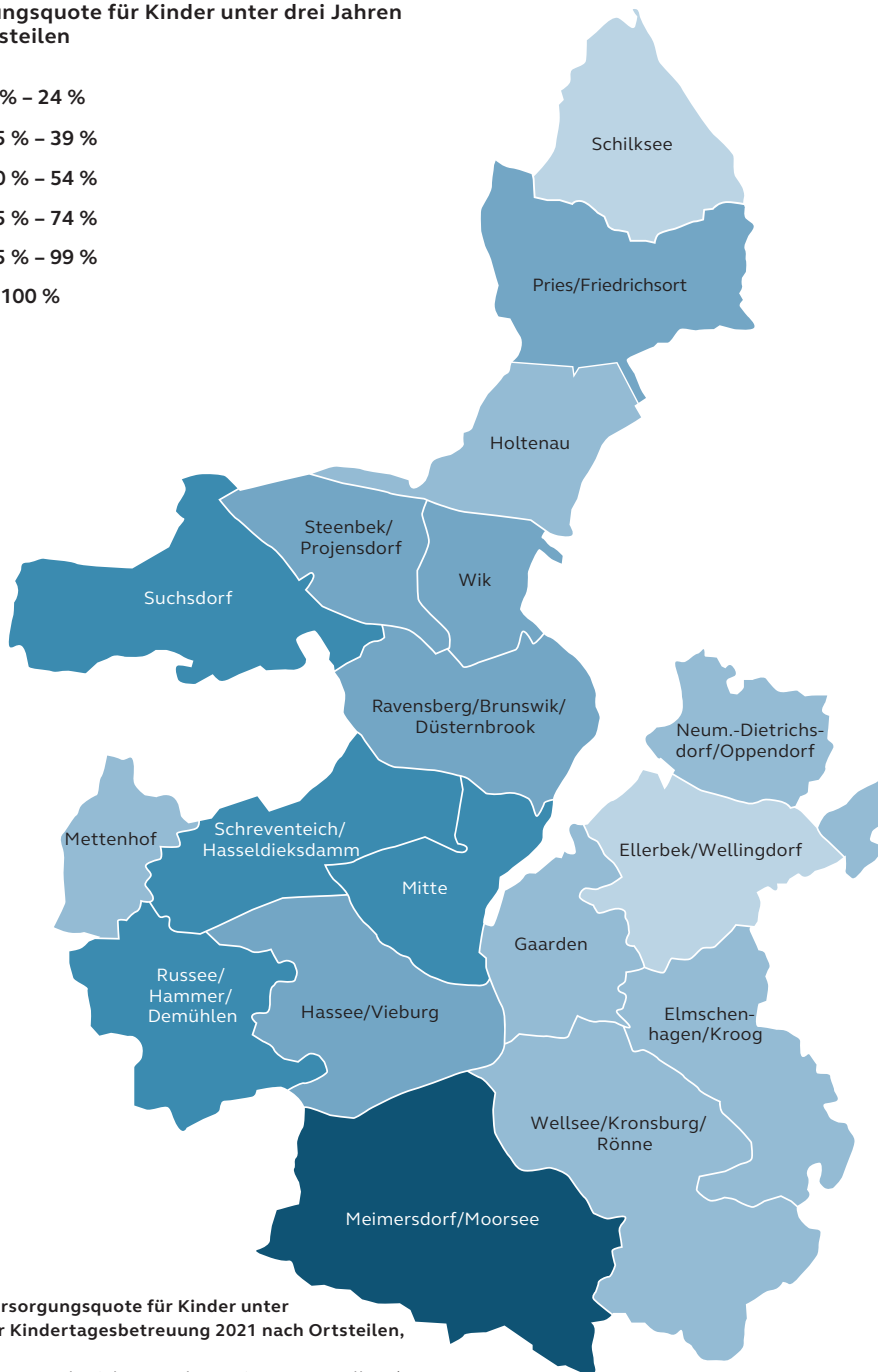 ungsquote für Kinder unter drei Jahren
steilen
% – 24 %
5 % – 39 %
0 % – 54 %
5 % – 74 %
5 % – 99 %
100 %
Schilksee
Pries/Friedrichsort
Holtenau
Steenbek/
Projensdorf
Wik
Suchsdorf
Ravensberg/Brunswik/
Düsternbrook
Neum.-Dietrichs-
dorf/Oppendorf
Mettenhof
Schreventeich/
Hasseldieksdamm
Ellerbek/Wellingdorf
Mitte
Gaarden
Russee/
Hammer/
Demühlen
Hassee/Vieburg
Elmschen-
hagen/Kroog
Wellsee/Kronsburg/
Rönne
Meimersdorf/Moorsee
rsorgungsquote für Kinder unter
r Kindertagesbetreuung 2021 nach Ortsteilen,